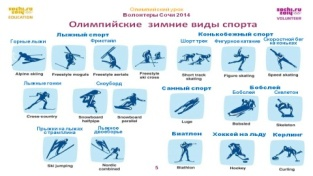 sochi.ru
2014
VOLUNTEER
Олимпийский урок
Волонтеры Сочи 2014
sochi.ru
2014
VOLUNTEER
Олимпийские зимние виды спорта
Лыжный спорт
Конькобежный спорт
Горные лыжи
Фристайл
Шорт трек
Фигурное катание
Скоростной бег
на коньках
Alpine skiing
Freestyle moguls
Freestyle aerials
Freestyle
ski cross
Short track
skating
Figure skating
Speed skating
Лыжные гонки
Сноуборд
Санный спорт
Бобслей
Бобслей
Скелетон
Cross-country
Snowboard
halfpipe
Snowboard
parallel
Luge
Bobsleigh
Skeleton
Прыжки на лыжах
с трамплина
Лыжное
двоеборье
Биатлон
Хоккей на льду
Керлинг
Ski jumping
Nordic
combined
Biathlon
Hockey
Curling
5